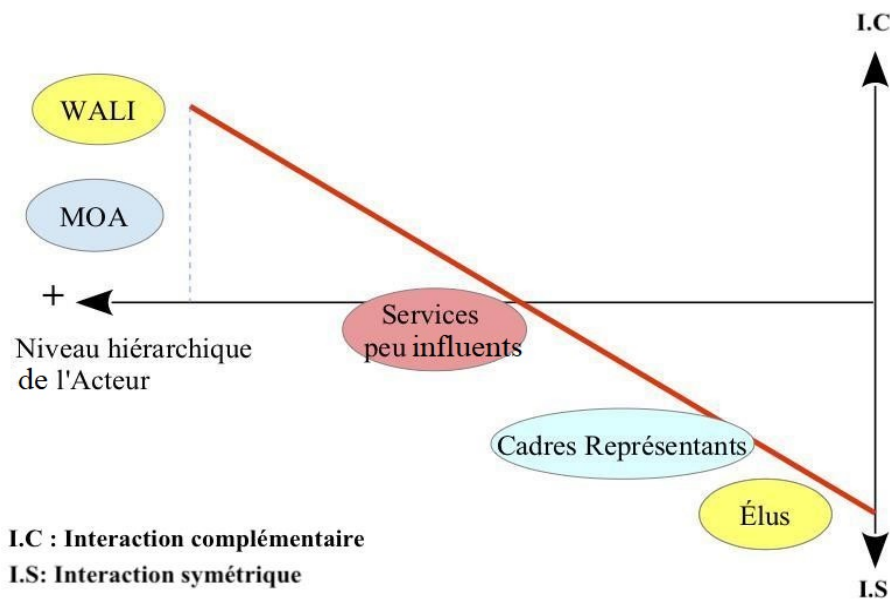 I.C
WALI
MOA
+
Niveau hiérarchique
de l'Acteur
Services
peu influents
Cadres Représentants
Élus
I.C : Interaction complémentaire
I.S: Interaction symétrique
I.S